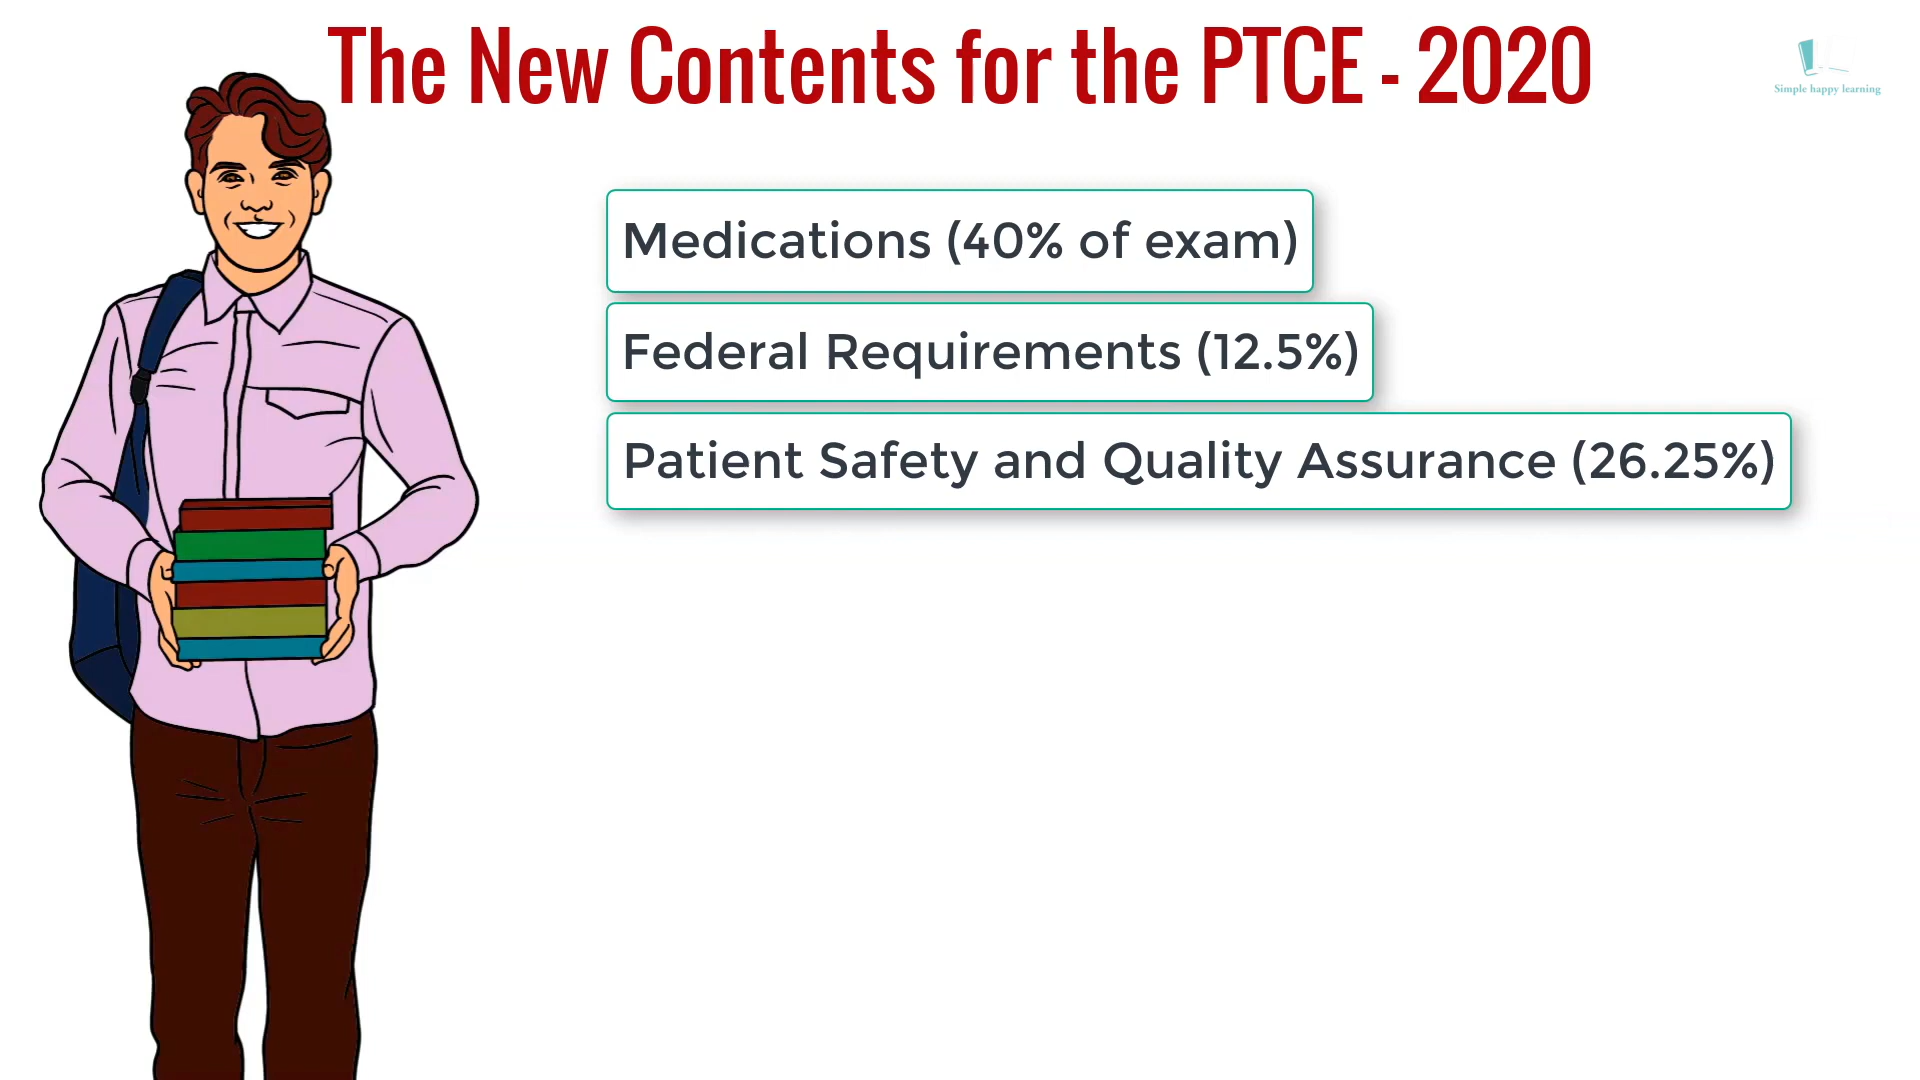 The New Contents for the PTCE - 2020
Simple happy learning
Medications (40% of exam)
Federal Requirements (12.5%)
Patient Safety and Quality Assurance (26.25%)